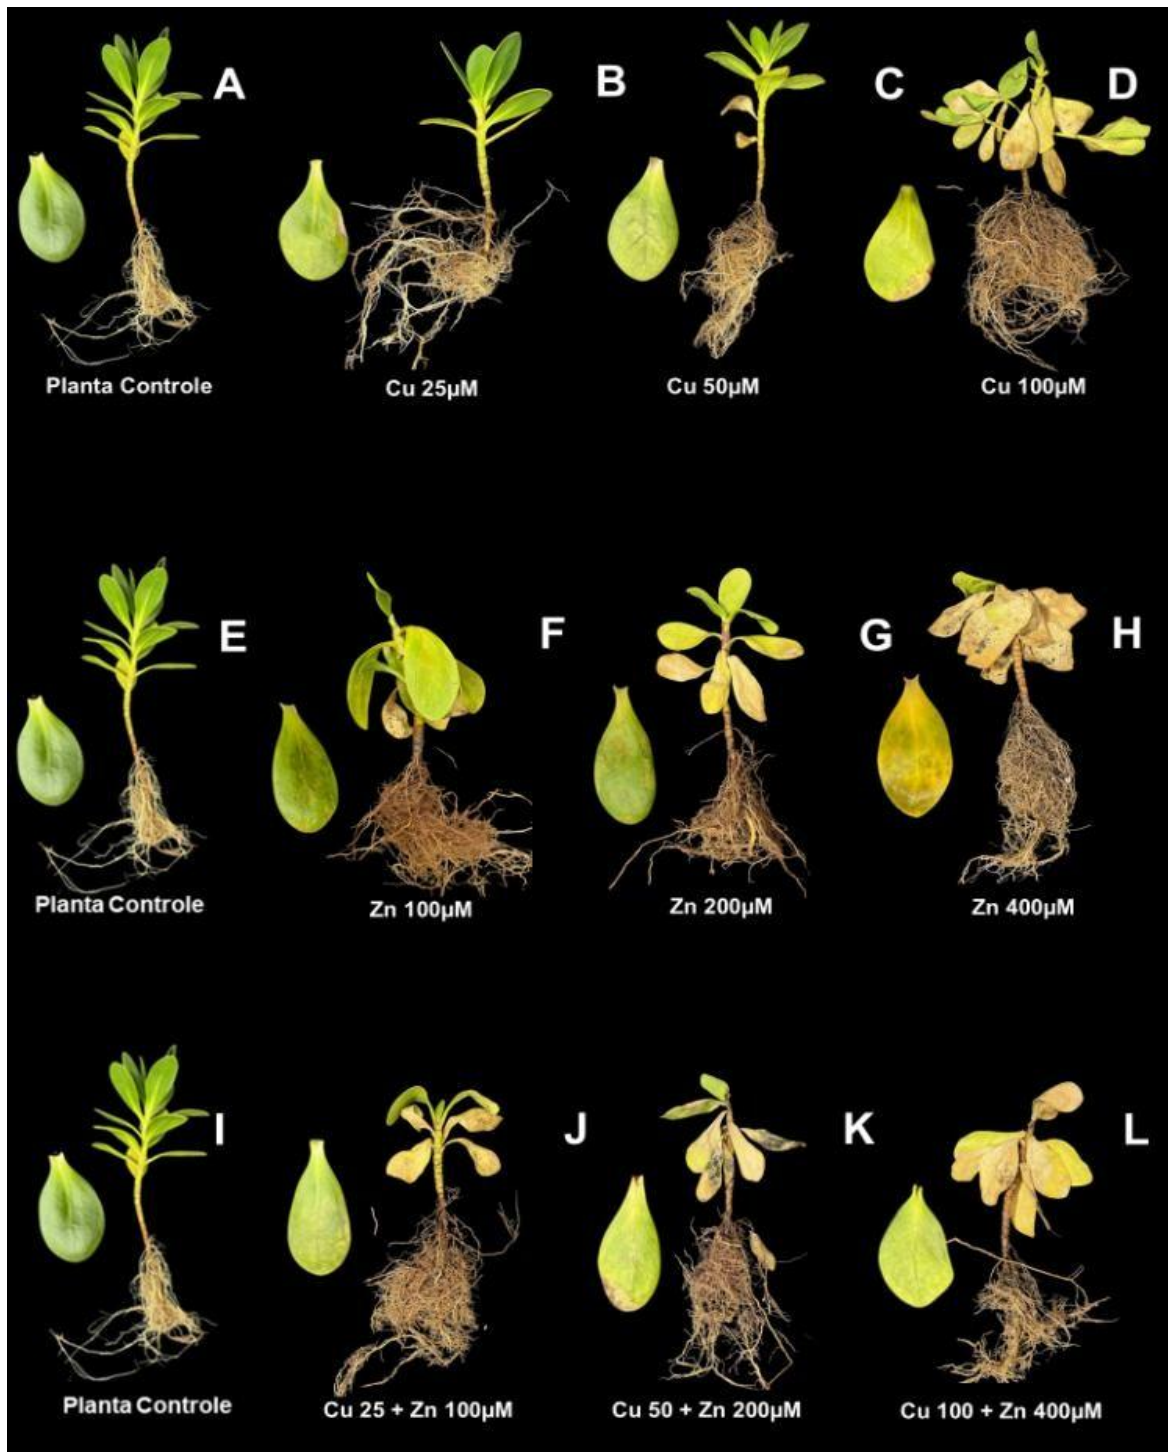 A
B
C
D
Planta Controle
Cu 25µM
Cu 50µM
Cu 100µM
E
F
G
H
Planta Controle
Zn 100µM
Zn 200µM
Zn 400µM
I
J
K
L
Planta Controle
Cu 25 + Zn 100µM
Cu 50 + Zn 200µM
Cu 100 + Zn 400µM